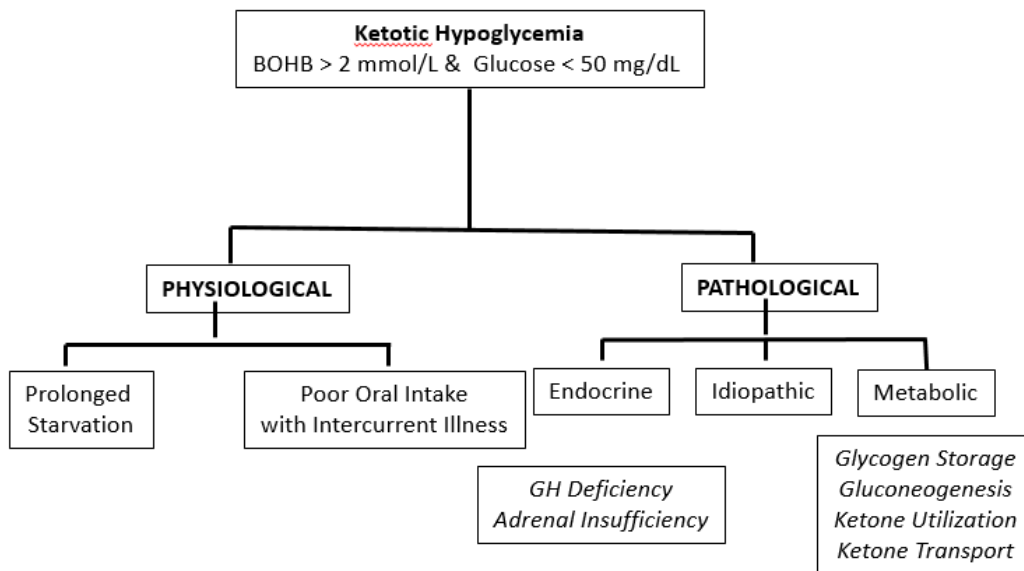 Ketotic Hypoglycemia
BOHB > 2 mmol/L & Glucose < 50 mg/dL
PHYSIOLOGICAL
PATHOLOGICAL
Prolonged
Starvation
Poor Oral Intake
with Intercurrent Illness
Endocrine
Idiopathic
Metabolic
GH Deficiency
Adrenal Insufficiency
Glycogen Storage
Gluconeogenesis
Ketone Utilization
Ketone Transport